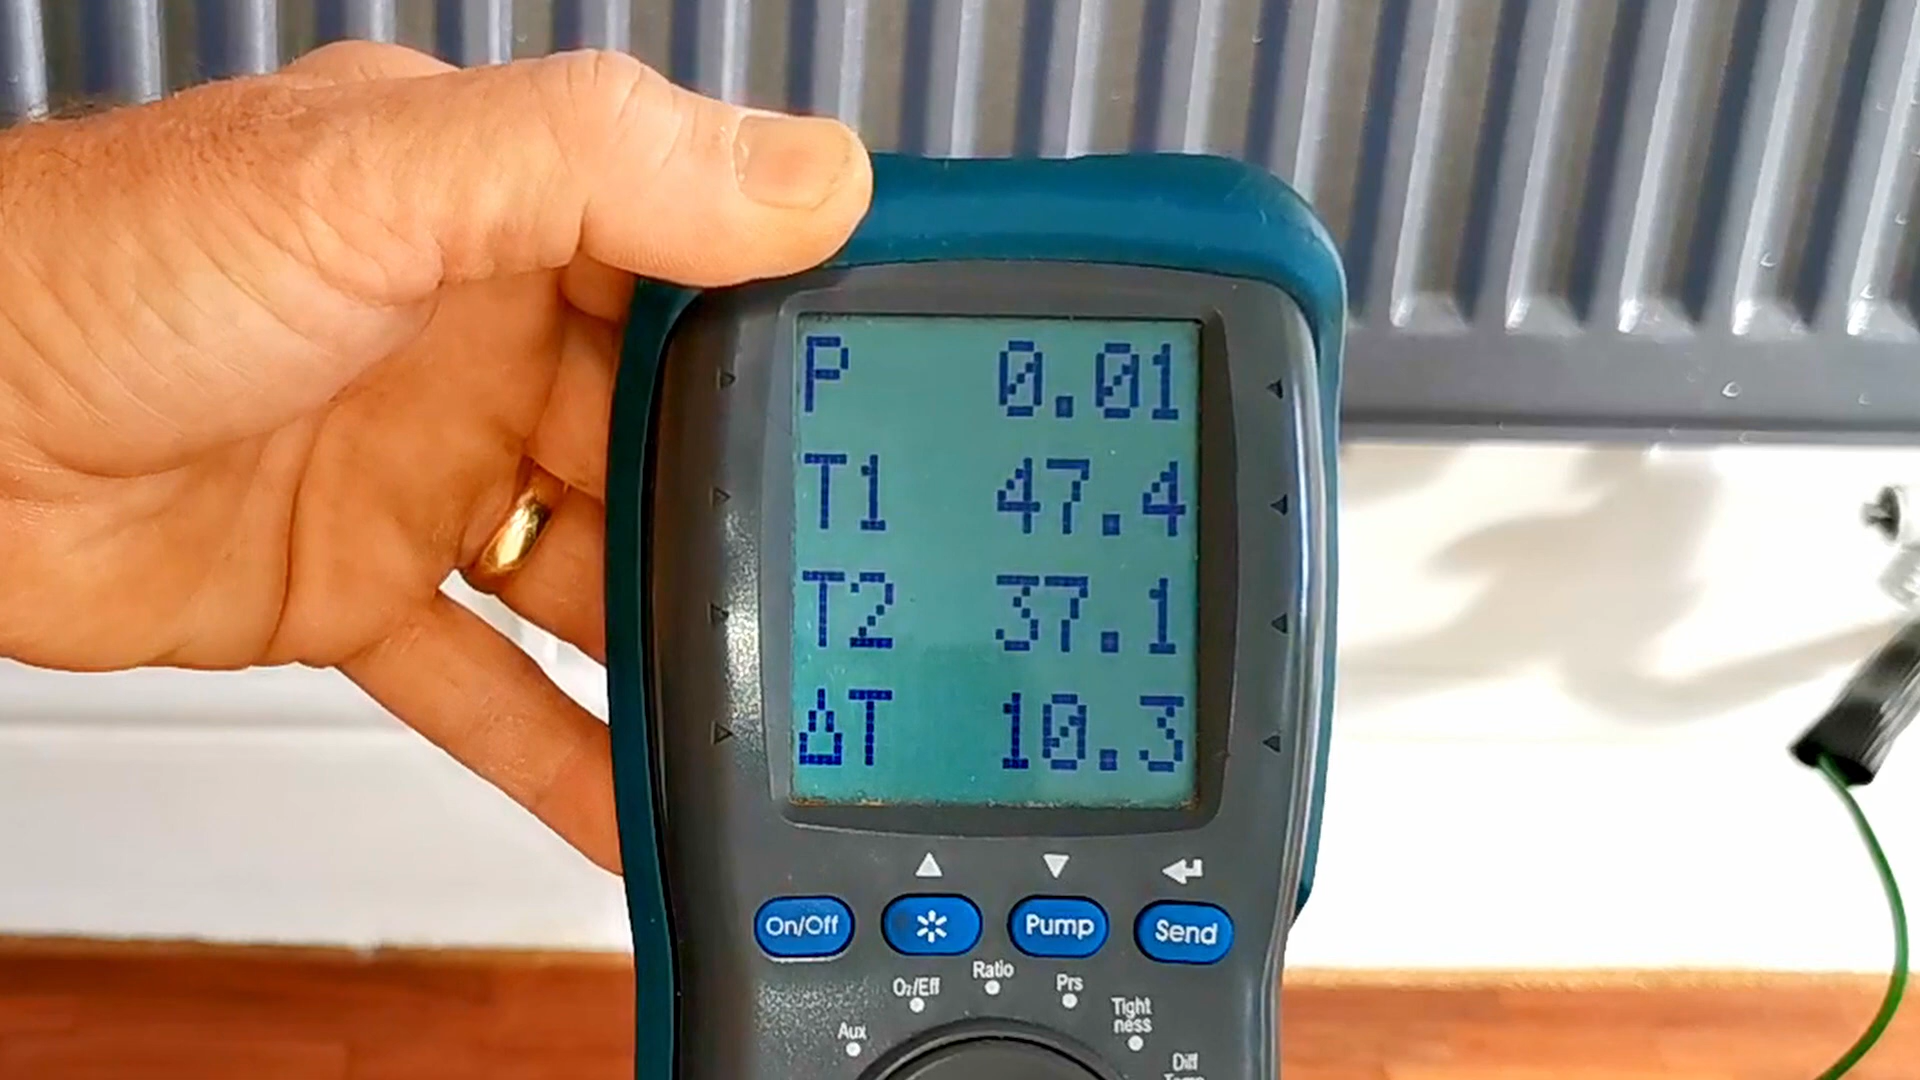 P 0.01
T1 47.4
T2 37.1
ΔT 10.3
On/Off
Pump
Send
Aux
O₂/Eff
Ratio
Prs
Tight
ness
Diff
Temp